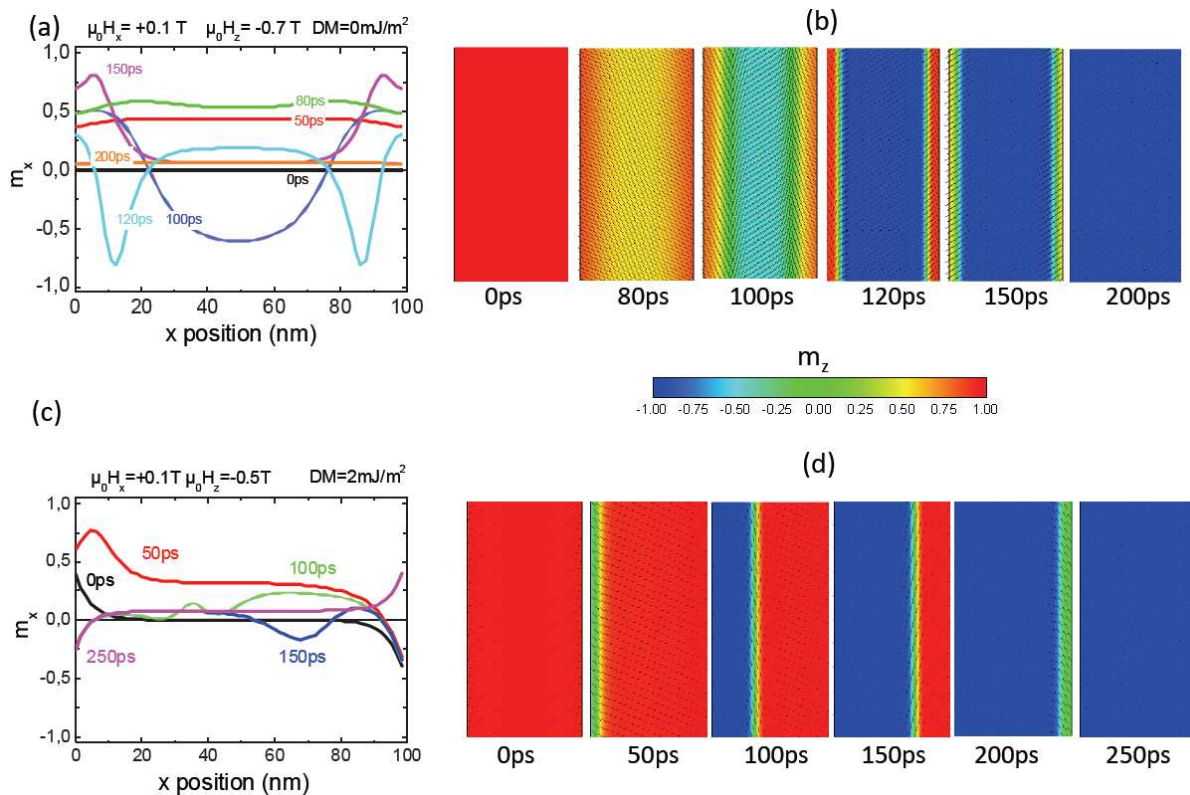 (a)
μ₀Hₓ=+0.1 T   μ₀H_z=-0.7 T   DM=0mJ/m²
1,0
0,5
0,0
-0,5
-1,0
mₓ
150ps
80ps
50ps
200ps
0ps
120ps
100ps
0 20 40 60 80 100
x position (nm)
(b)
0ps 80ps 100ps 120ps 150ps 200ps
m_z
-1.00 -0.75 -0.50 -0.25 0.00 0.25 0.50 0.75 1.00
(c)
μ₀Hₓ=+0.1T μ₀H_z=-0.5T DM=2mJ/m²
1,0
0,5
0,0
-0,5
-1,0
mₓ
50ps
0ps
100ps
250ps
150ps
0 20 40 60 80 100
x position (nm)
(d)
0ps 50ps 100ps 150ps 200ps 250ps